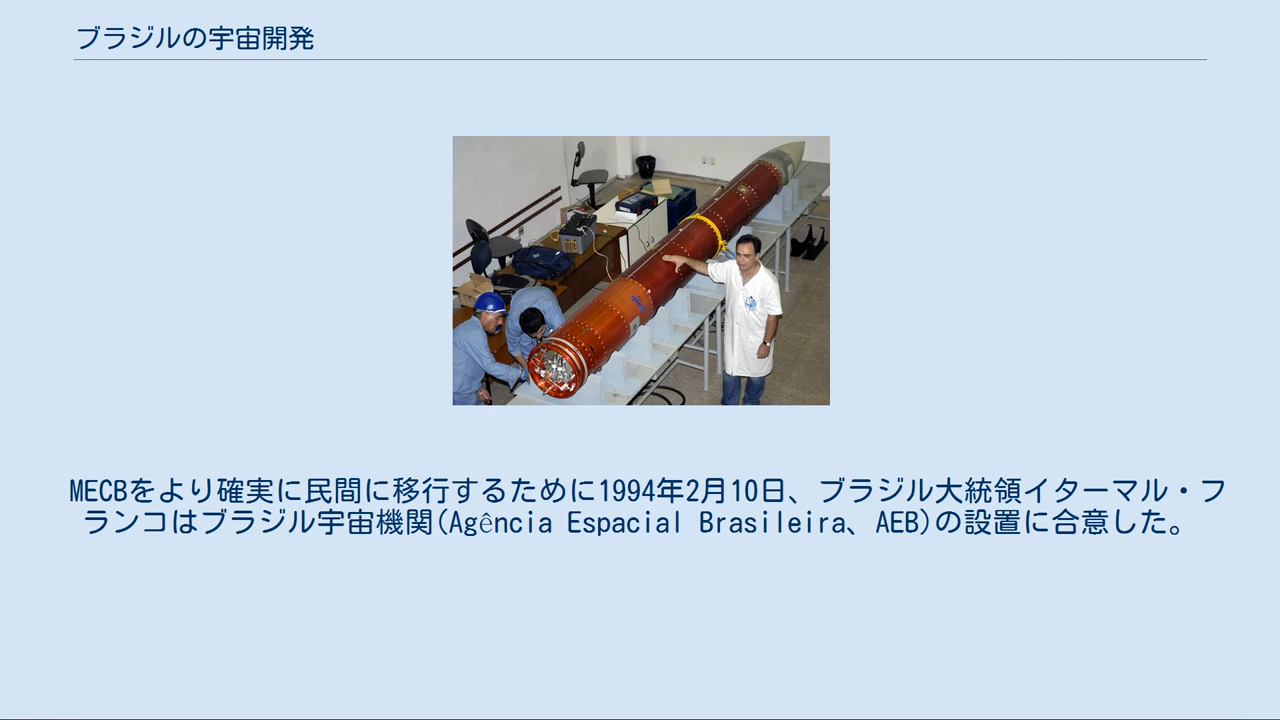 ブラジルの宇宙開発
MECBをより確実に民間に移行するために1994年2月10日、ブラジル大統領イターマル・フ
ランコはブラジル宇宙機関(Agência Espacial Brasileira、AEB)の設置に合意した。